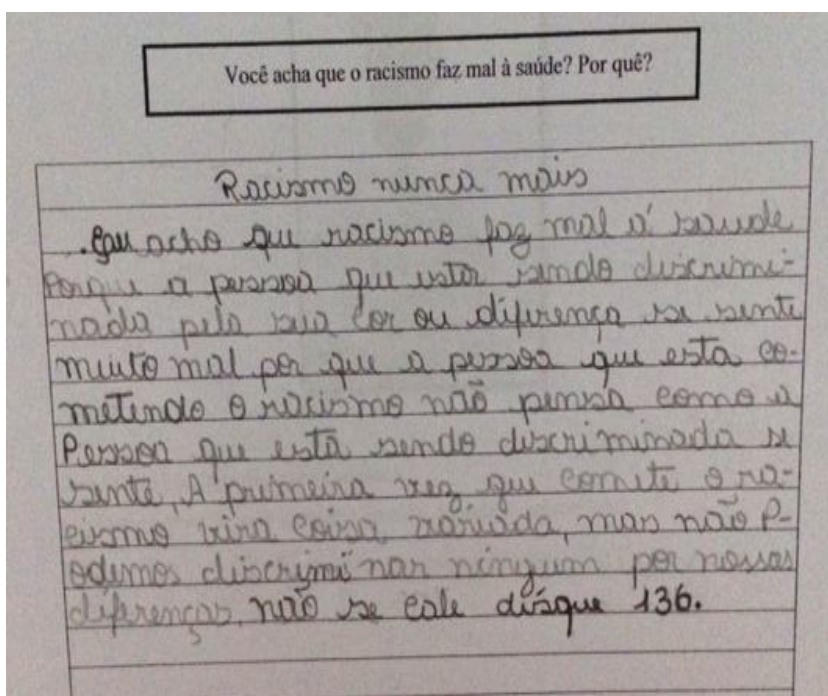 Você acha que o racismo faz mal à saúde? Por quê?
Racismo nunca mais
Eau acho que racismo faz mal a' saude
Porque a pessoa que estar sendo discrimi-
nada pela sua cor ou diferença se sente
muito mal por que a pessoa que esta co-
metendo o racismo não pensa como a
Pessoa que está sendo discriminada se
sente, A primeira vez que comete o ra-
cismo vira coisa, mas não P-
odemos discriminar ninguem por nossas
diferenças, não se cale disque 136.